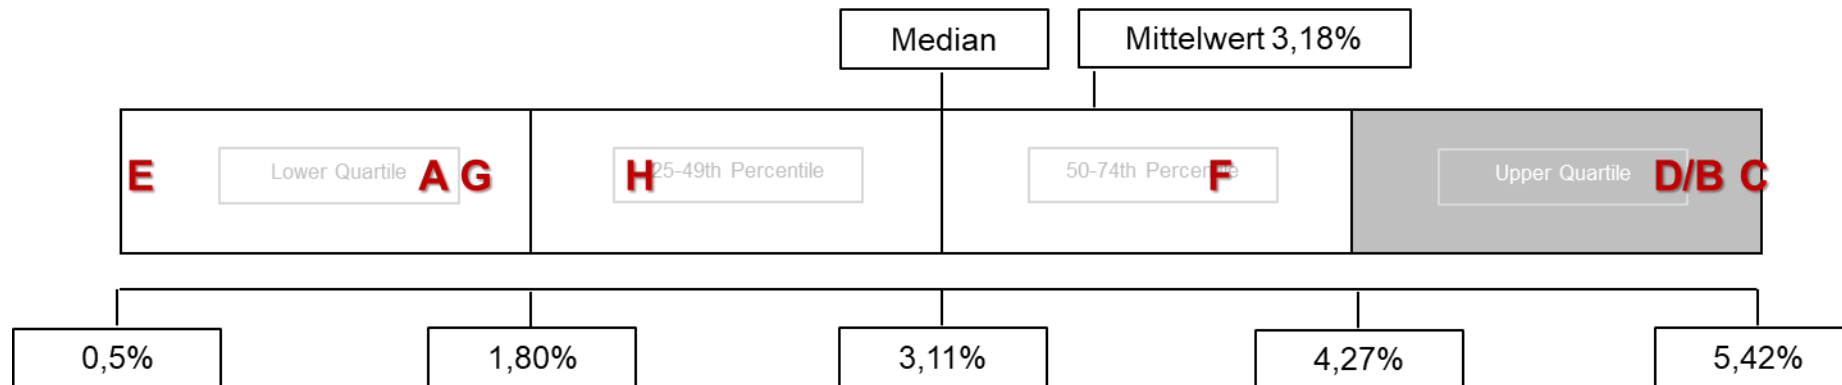 Median
Mittelwert 3,18%
E
Lower Quartile
A
G
H
25-49th Percentile
50-74th Percentile
F
Upper Quartile
D/B
C
0,5%
1,80%
3,11%
4,27%
5,42%